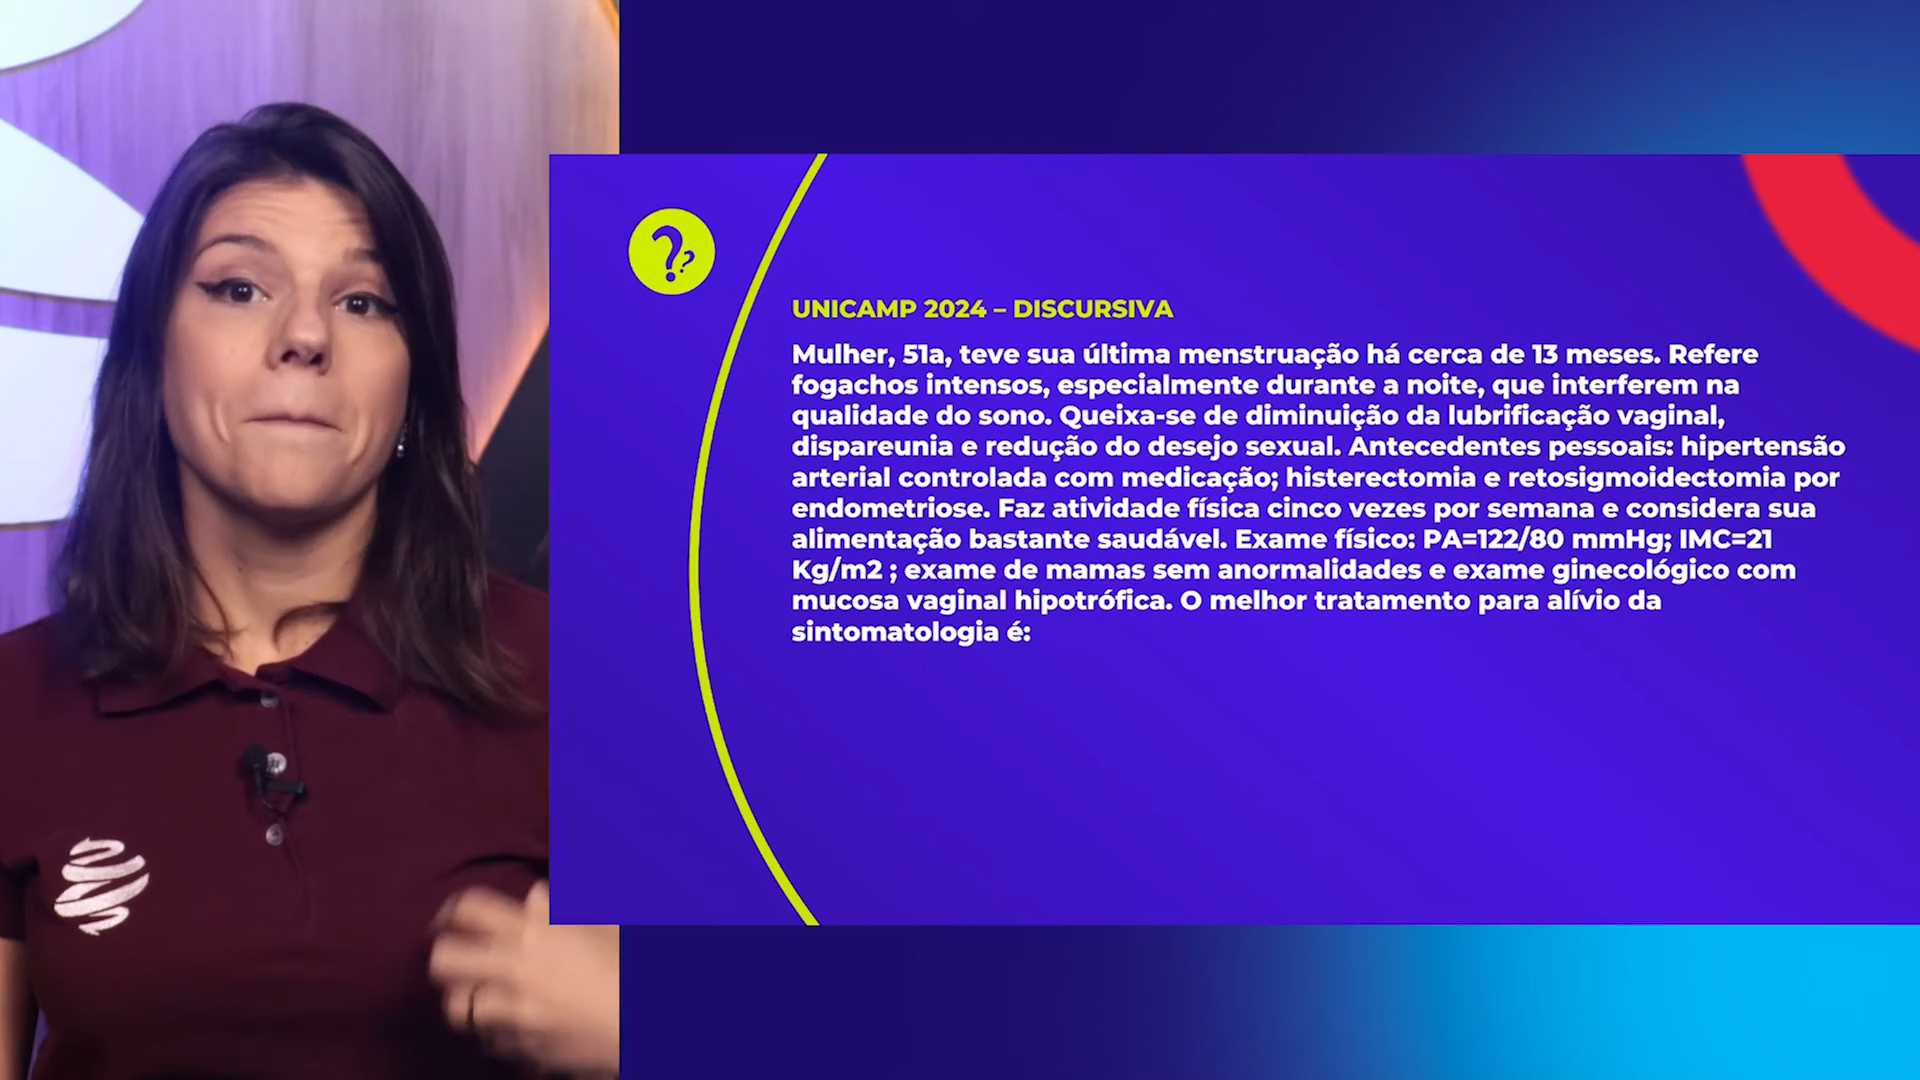 UNICAMP 2024 – DISCURSIVA
Mulher, 51a, teve sua última menstruação há cerca de 13 meses. Refere
fogachos intensos, especialmente durante a noite, que interferem na
qualidade do sono. Queixa-se de diminuição da lubrificação vaginal,
dispareunia e redução do desejo sexual. Antecedentes pessoais: hipertensão
arterial controlada com medicação; histerectomia e retosigmoidectomia por
endometriose. Faz atividade física cinco vezes por semana e considera sua
alimentação bastante saudável. Exame físico: PA=122/80 mmHg; IMC=21
Kg/m2 ; exame de mamas sem anormalidades e exame ginecológico com
mucosa vaginal hipotrófica. O melhor tratamento para alívio da
sintomatologia é: